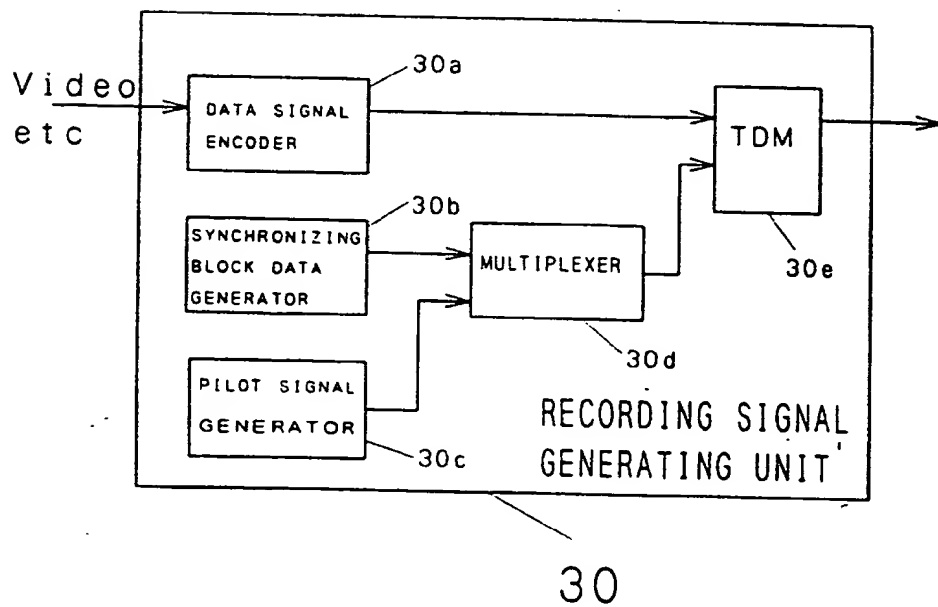 Video
etc
30a
DATA SIGNAL
ENCODER
TDM
30b
SYNCHRONIZING
BLOCK DATA
GENERATOR
MULTIPLEXER
30e
30d
PILOT SIGNAL
GENERATOR
30c
RECORDING SIGNAL
GENERATING UNIT
30